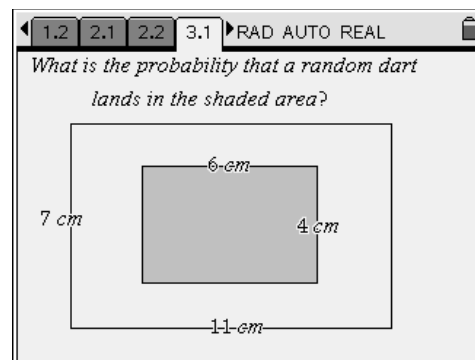 1.2 2.1 2.2 3.1 RAD AUTO REAL
What is the probability that a random dart
lands in the shaded area?
6 cm
7 cm
4 cm
11 cm